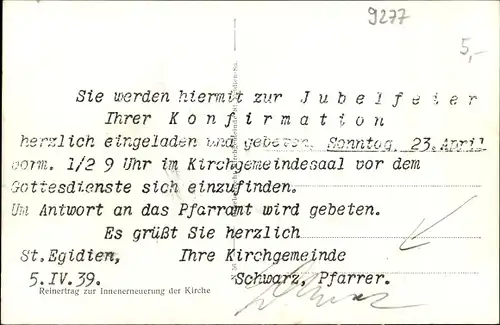 9277
5,-
Sie werden hiermit zur Jubelfeier
Ihrer Konfirmation
herzlich eingeladen und gebeten, Sonntag, 23. April
vorm. 1/2 9 Uhr im Kirchgemeindesaal vor dem
Gottesdienste sich einzufinden.
Um Antwort an das Pfarramt wird gebeten.
Es grüßt Sie herzlich
St. Egidien, Ihre Kirchgemeinde
5.IV.39. Schwarz, Pfarrer.
Reinertrag zur Innenerneuerung der Kirche